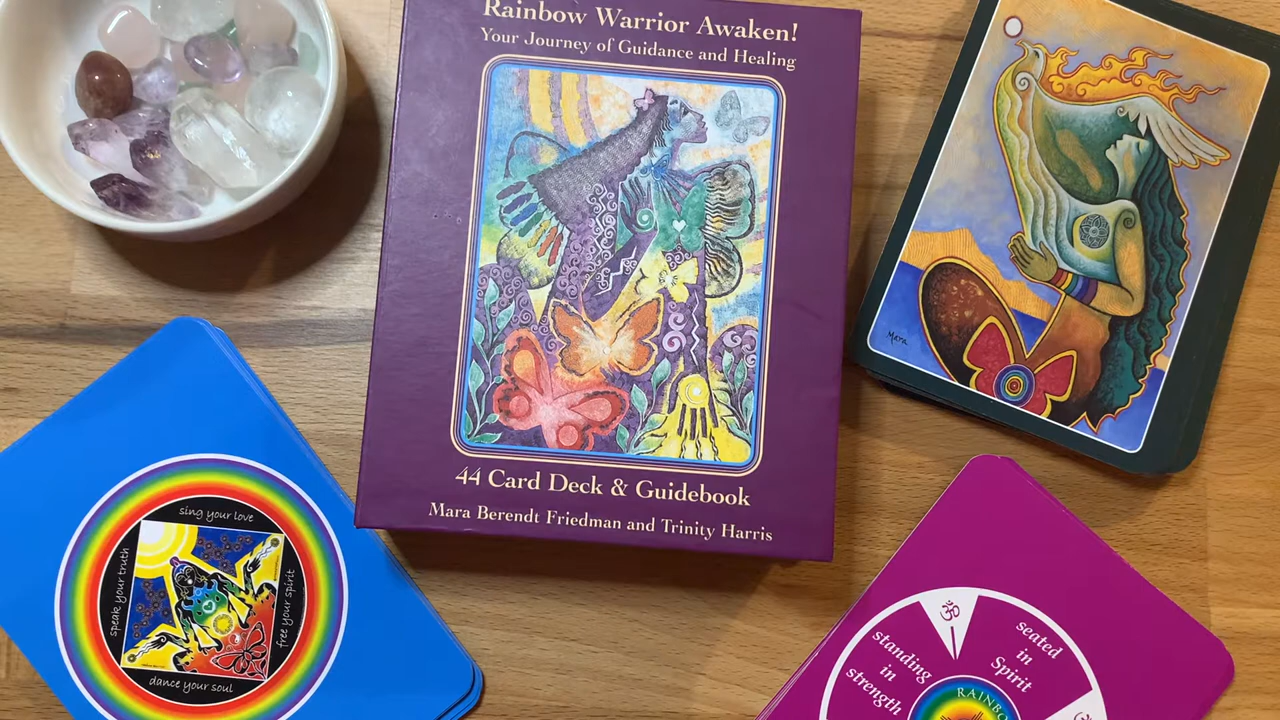 Rainbow Warrior Awaken!
Your Journey of Guidance and Healing
44 Card Deck & Guidebook
Mara Berendt Friedman and Trinity Harris
Mara
sing your love
speak your truth
free your spirit
dance your soul
standing
in
strength
seated
in
Spirit
ॐ